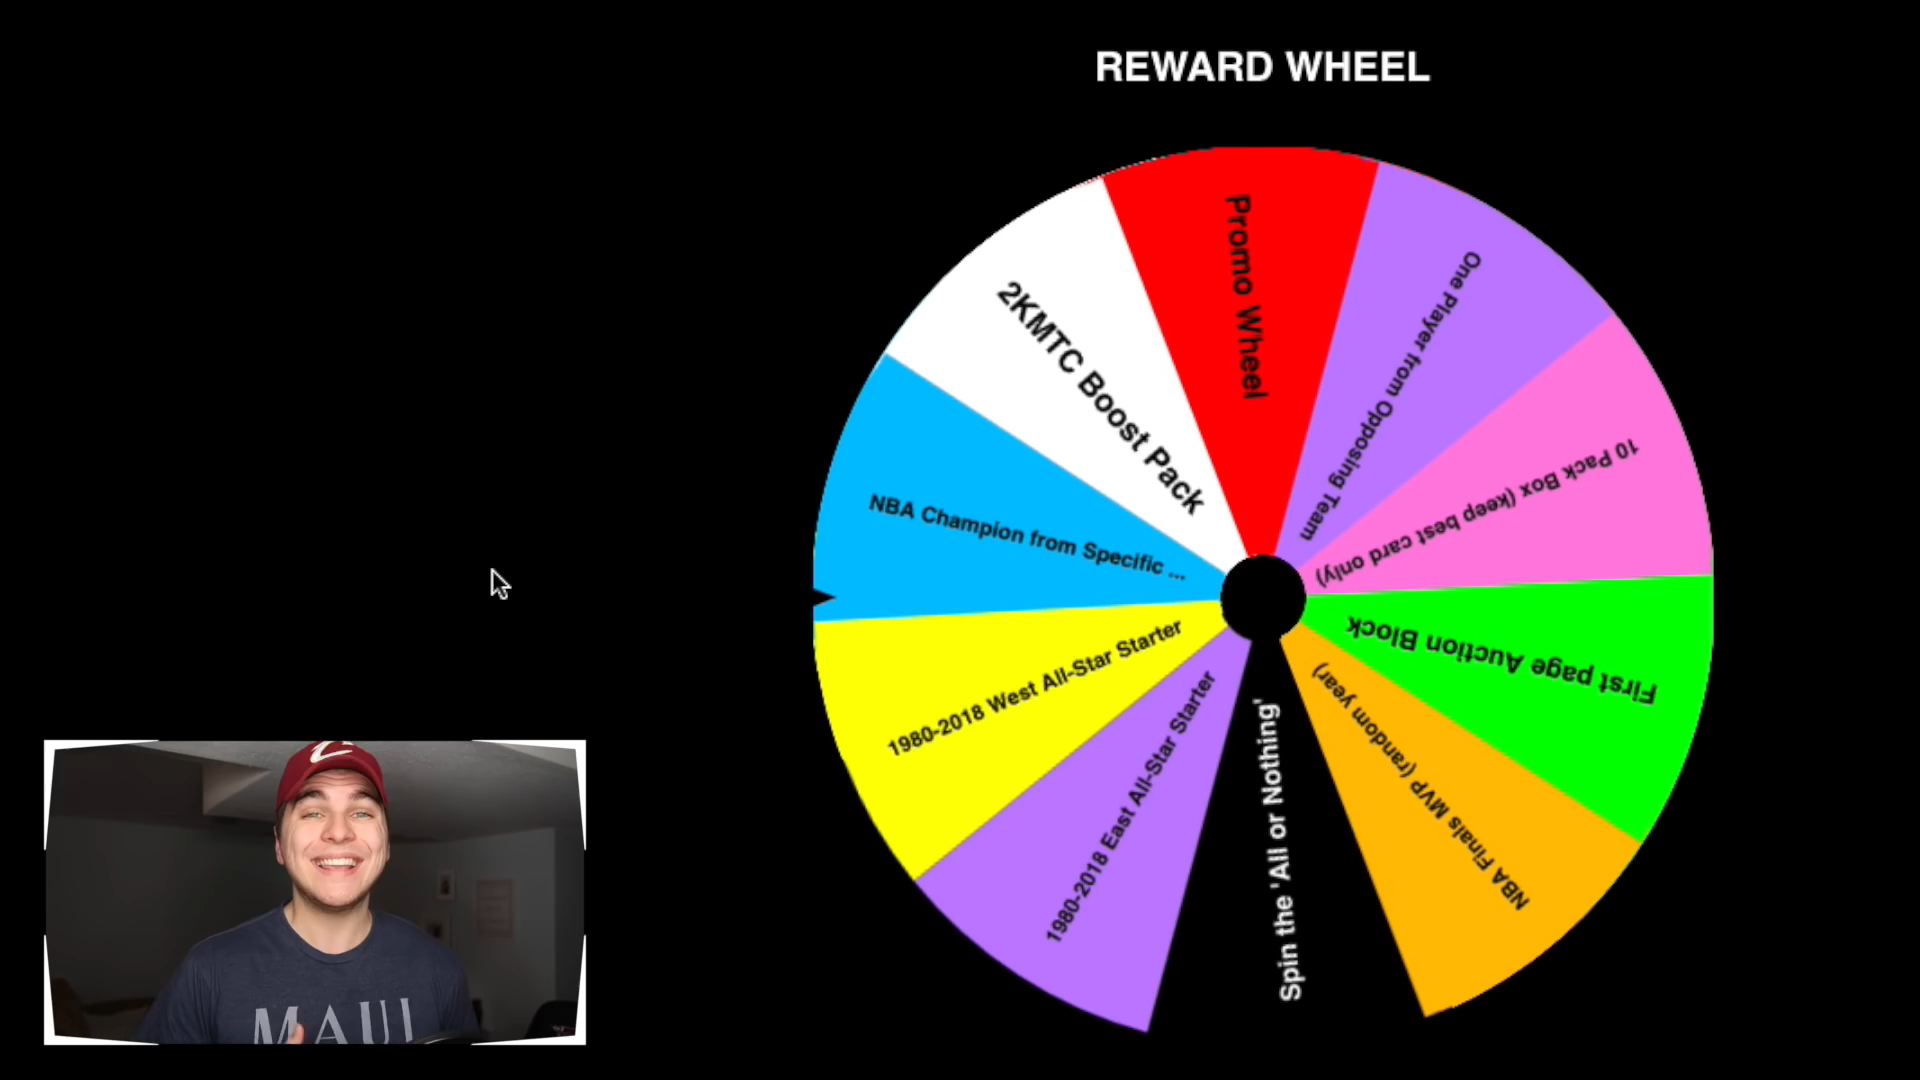 REWARD WHEEL
Promo Wheel
One Player from Opposing Team
10 Pack Box (keep best card only)
First page Auction Block
NBA Finals MVP (random year)
Spin the 'All or Nothing'
1980-2018 East All-Star Starter
1980-2018 West All-Star Starter
NBA Champion from Specific ...
2KMTC Boost Pack
C
MAUI